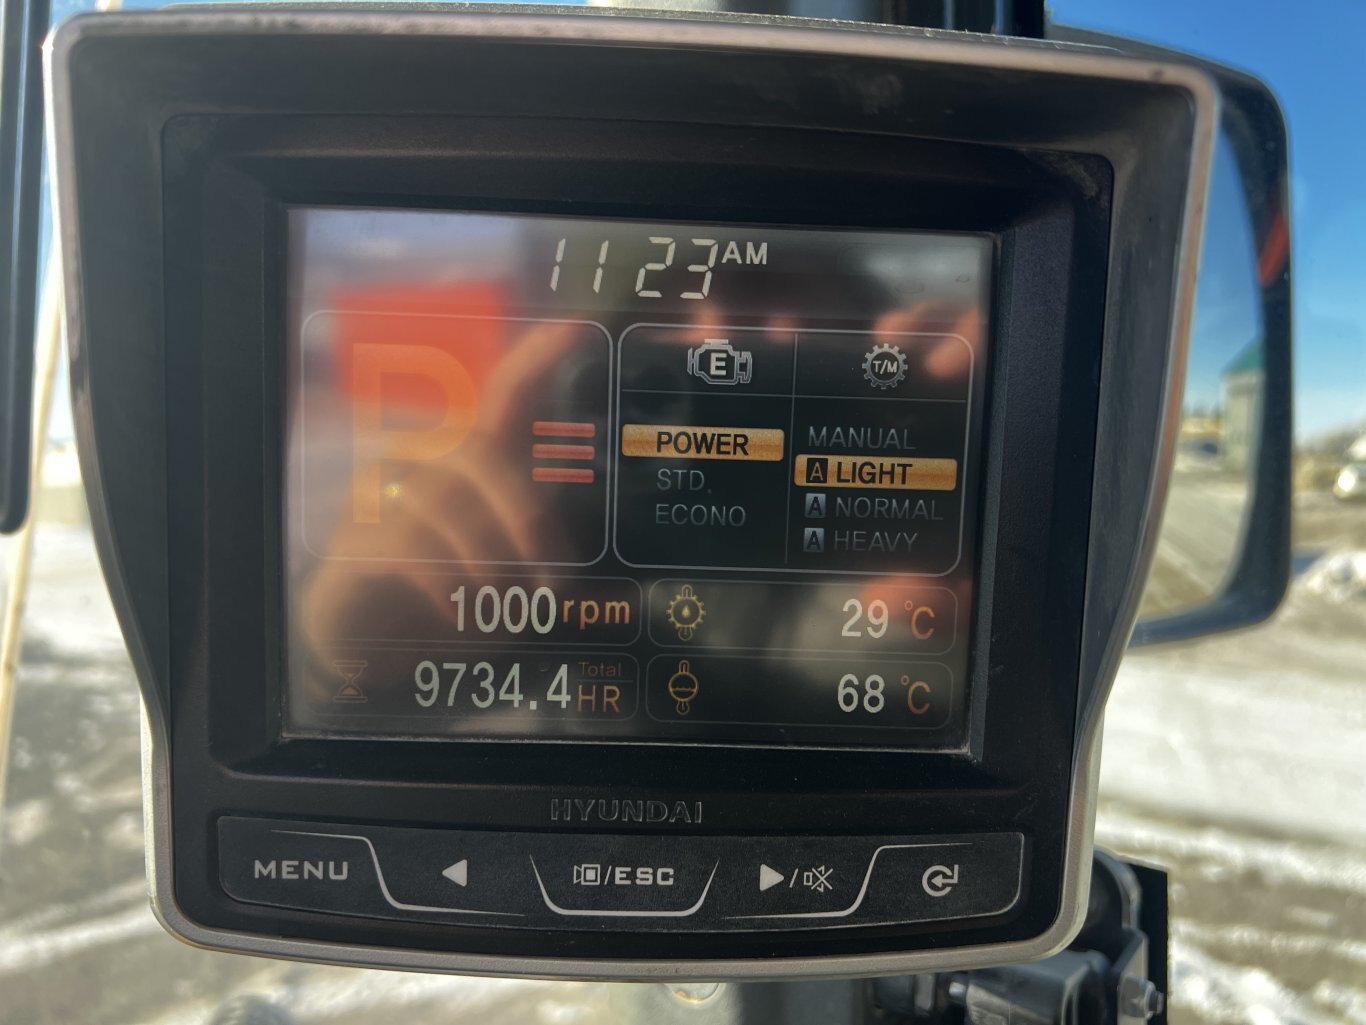 11 23 AM
P
E
T/M
POWER
STD.
ECONO
MANUAL
A LIGHT
A NORMAL
A HEAVY
1000 rpm
29 °C
9734.4 Total HR
68 °C
HYUNDAI
MENU
/ESC
/